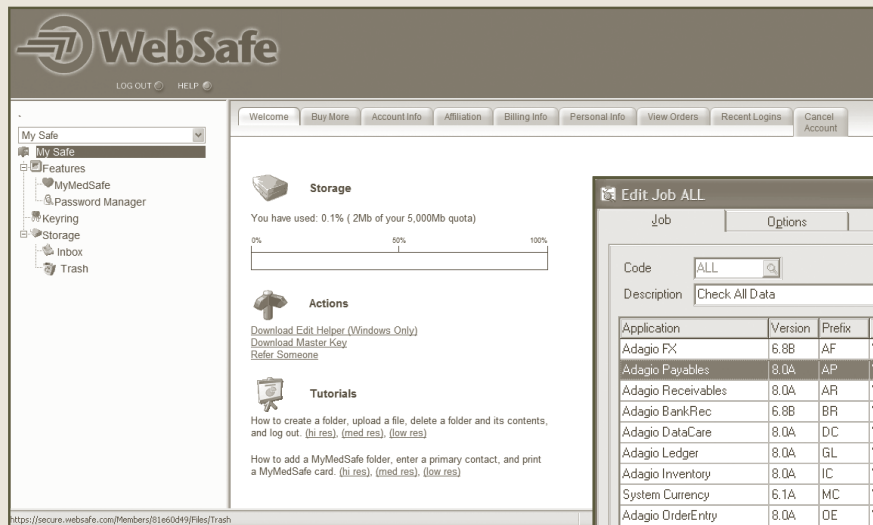 WebSafe
LOG OUT HELP
.
My Safe
My Safe
Features
MyMedSafe
Password Manager
Keyring
Storage
Inbox
Trash
https://secure.websafe.com/Members/81e60d49/Files/Trash
Welcome Buy More Account Info Affiliation Billing Info Personal Info View Orders Recent Logins Cancel Account
Storage
You have used: 0.1% ( 2Mb of your 5,000Mb quota)
0% 50% 100%
Actions
Download Edit Helper (Windows Only)
Download Master Key
Refer Someone
Tutorials
How to create a folder, upload a file, delete a folder and its contents,
and log out. (hi res), (med res), (low res)
How to add a MyMedSafe folder, enter a primary contact, and print
a MyMedSafe card. (hi res), (med res), (low res)
Edit Job ALL
Job Options
Code ALL
Description Check All Data
Application Version Prefix
Adagio FX 6.8B AF
Adagio Payables 8.0A AP
Adagio Receivables 8.0A AR
Adagio BankRec 6.8B BR
Adagio DataCare 8.0A DC
Adagio Ledger 8.0A GL
Adagio Inventory 8.0A IC
System Currency 6.1A MC
Adagio OrderEntry 8.0A OE